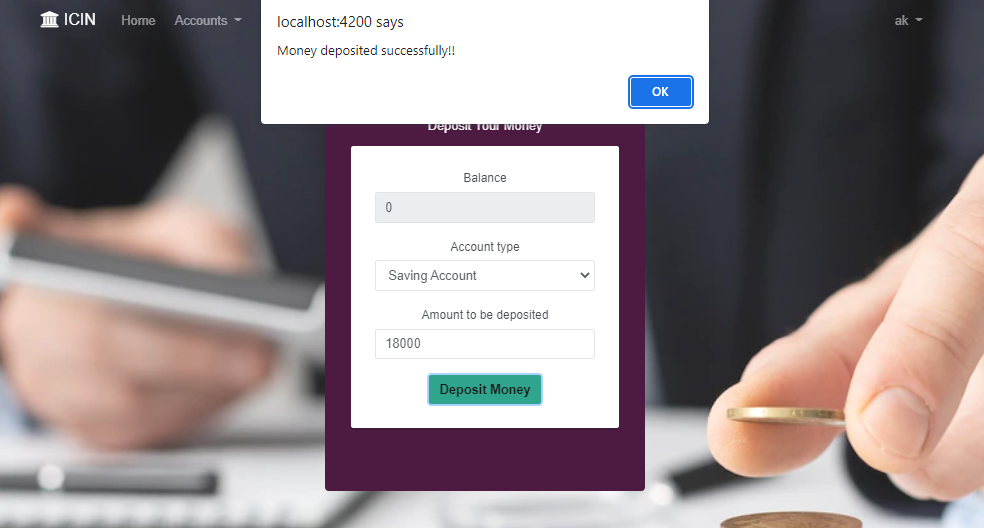 ICIN Home Accounts ak
localhost:4200 says
Money deposited successfully!!
OK
Deposit Your Money
Balance
0
Account type
Saving Account
Amount to be deposited
18000
Deposit Money